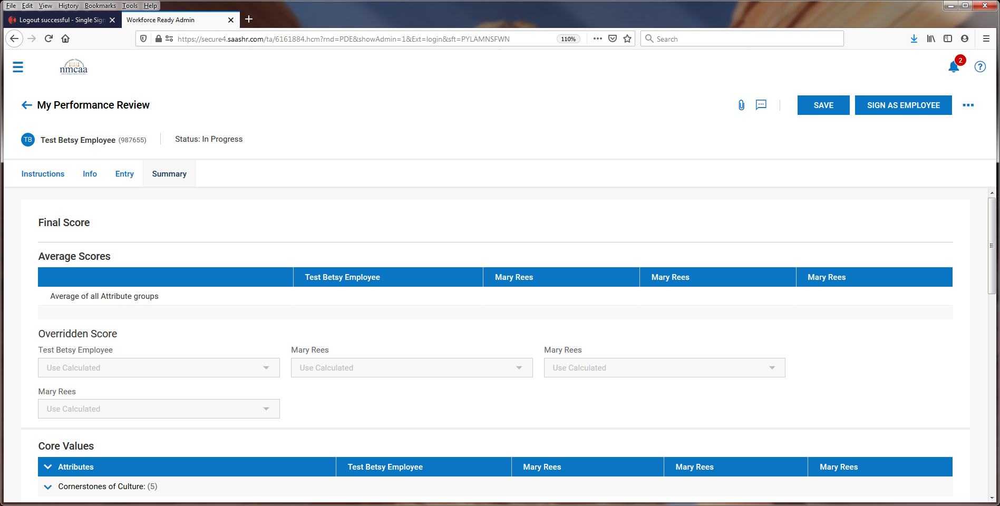 File Edit View History Bookmarks Tools Help
Logout successful - Single Sign
Workforce Ready Admin
https://secure4.saashr.com/ta/6161884.hcm?rnd=PDE&showAdmin=1&Ext=login&sft=PYLAMNSFWN
110%
Search
nmcaa
2
?
My Performance Review
SAVE
SIGN AS EMPLOYEE
TB
Test Betsy Employee (987655)
Status: In Progress
Instructions Info Entry Summary
Final Score
Average Scores
Test Betsy Employee Mary Rees Mary Rees Mary Rees
Average of all Attribute groups
Overridden Score
Test Betsy Employee Mary Rees Mary Rees
Use Calculated Use Calculated Use Calculated
Mary Rees
Use Calculated
Core Values
Attributes Test Betsy Employee Mary Rees Mary Rees Mary Rees
Cornerstones of Culture: (5)